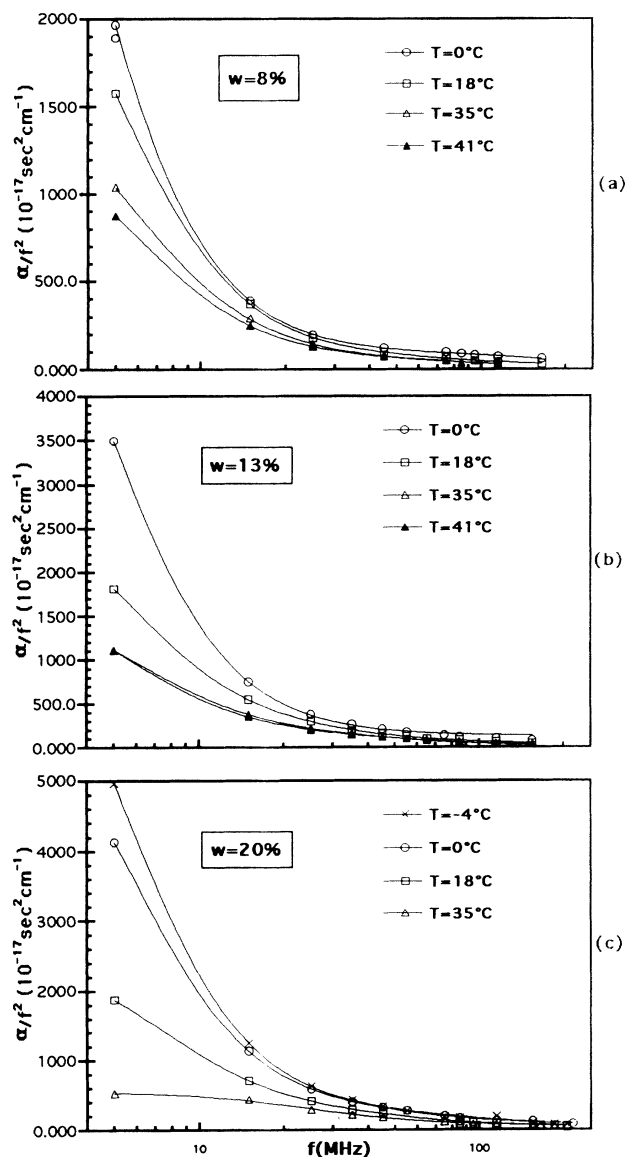 2000
1500
1000
500.0
0.000
α/f² (10⁻¹⁷sec²cm⁻¹)
w=8%
T=0°C
T=18°C
T=35°C
T=41°C
(a)
4000
3500
3000
2500
2000
1500
1000
500.0
0.000
α/f² (10⁻¹⁷sec²cm⁻¹)
w=13%
T=0°C
T=18°C
T=35°C
T=41°C
(b)
5000
4000
3000
2000
1000
0.000
α/f² (10⁻¹⁷sec²cm⁻¹)
w=20%
T=-4°C
T=0°C
T=18°C
T=35°C
(c)
10
f(MHz)
100